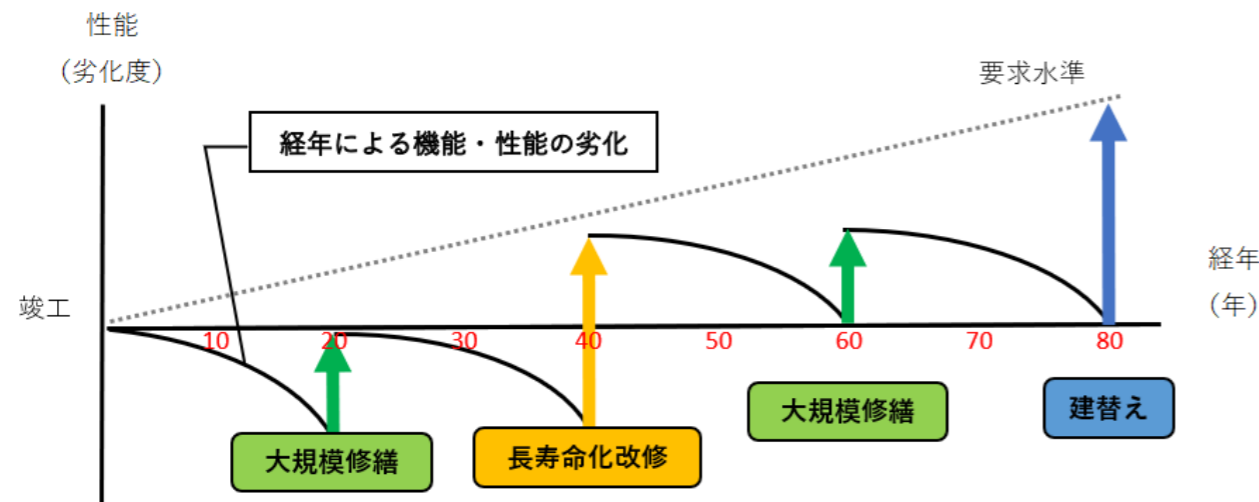 性能
（劣化度）
要求水準
経年による機能・性能の劣化
経年
（年）
竣工
10
20
30
40
50
60
70
80
大規模修繕
長寿命化改修
大規模修繕
建替え